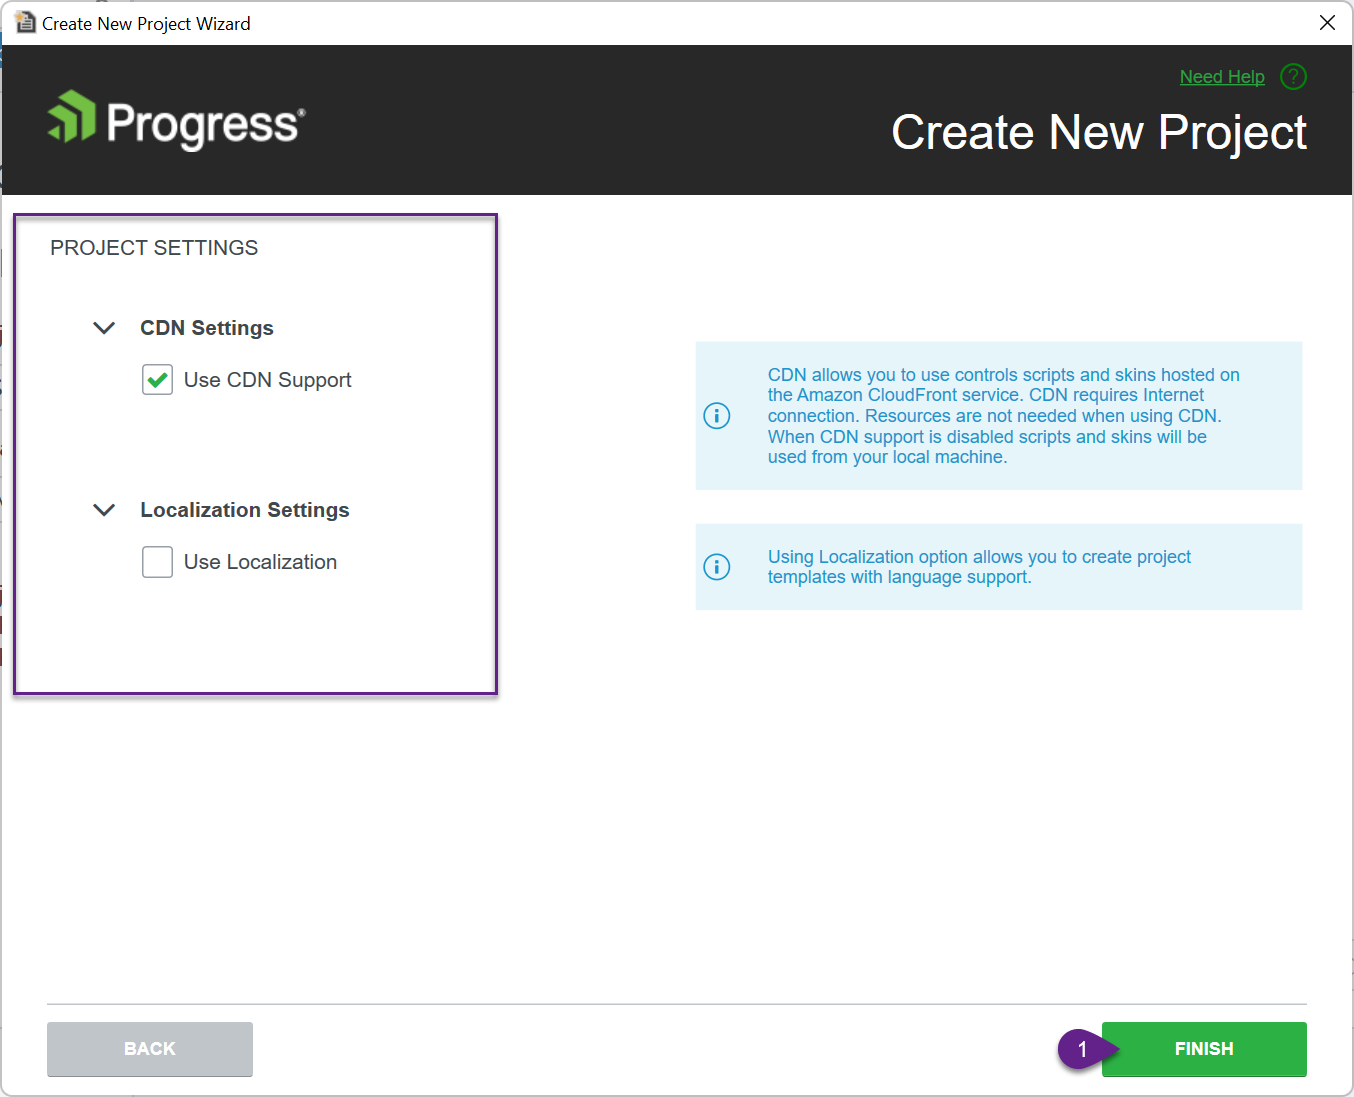 Create New Project Wizard
Need Help ?
Progress®
Create New Project
PROJECT SETTINGS
CDN Settings
Use CDN Support
CDN allows you to use controls scripts and skins hosted on
the Amazon CloudFront service. CDN requires Internet
connection. Resources are not needed when using CDN.
When CDN support is disabled scripts and skins will be
used from your local machine.
Localization Settings
Use Localization
Using Localization option allows you to create project
templates with language support.
BACK
1
FINISH